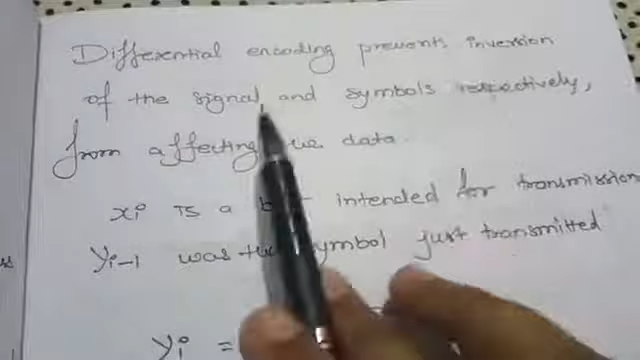 Differential encoding prevents inversion
of the signal and symbols respectively,
from affecting data.
xi is a intended for transmission
yi-1 was symbol just transmitted
yi =